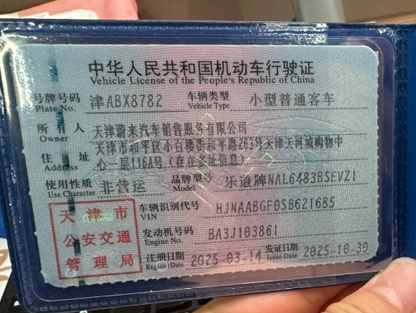 中华人民共和国机动车行驶证
Vehicle License of the People's Republic of China
号牌号码 津ABX8782 车辆类型 小型普通客车
Plate No. Vehicle Type
所有人 天津蔚来汽车销售服务有限公司
Owner
住址 天津市和平区小白楼街和平路263号天津天河城购物中
Address 心一层116A号(存在多址信息)
使用性质 非营运 品牌型号 乐道牌NAL6483BSEVZ1
Use Character Model
天津市
公安交通
管理局
车辆识别代号 HJNAABGF0SB621685
VIN
发动机号码 BA3J103861
Engine No.
注册日期 2025-03-14 发证日期 2025-10-30
Register Date Issue Date